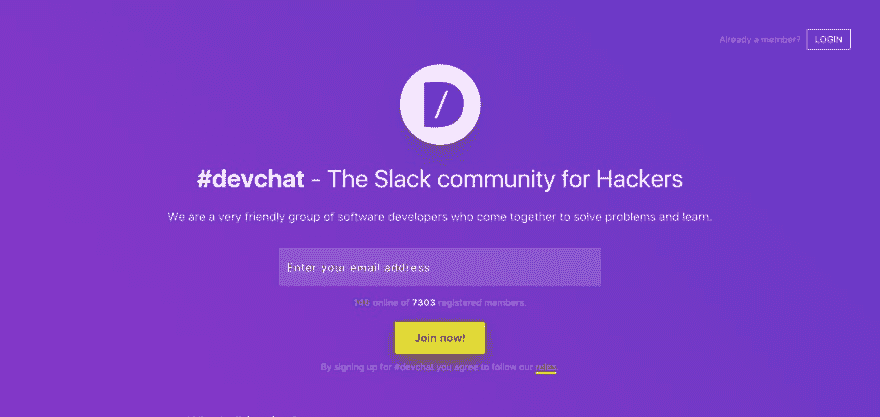 Already a member? LOGIN
D/
#devchat - The Slack community for Hackers
We are a very friendly group of software developers who come together to solve problems and learn.
Enter your email address
online of 7303 registered members.
Join now!
By signing up for #devchat you agree to follow our rules.